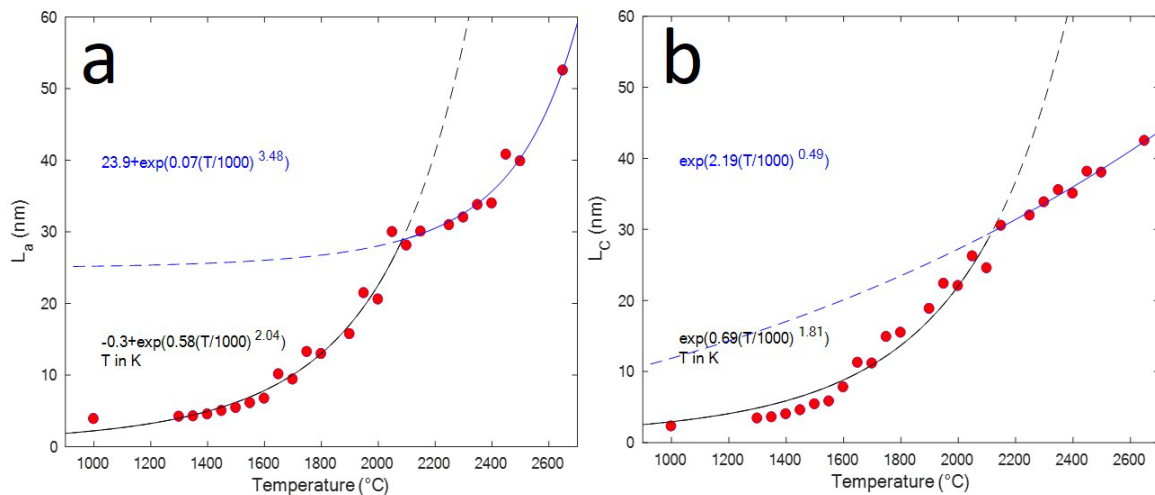 a
60
50
40
30
20
10
0
L_a (nm)
23.9+exp(0.07(T/1000) ^3.48)
-0.3+exp(0.58(T/1000) ^2.04)
T in K
1000 1200 1400 1600 1800 2000 2200 2400 2600
Temperature (°C)
b
60
50
40
30
20
10
0
L_C (nm)
exp(2.19(T/1000) ^0.49)
exp(0.69(T/1000) ^1.81)
T in K
1000 1200 1400 1600 1800 2000 2200 2400 2600
Temperature (°C)